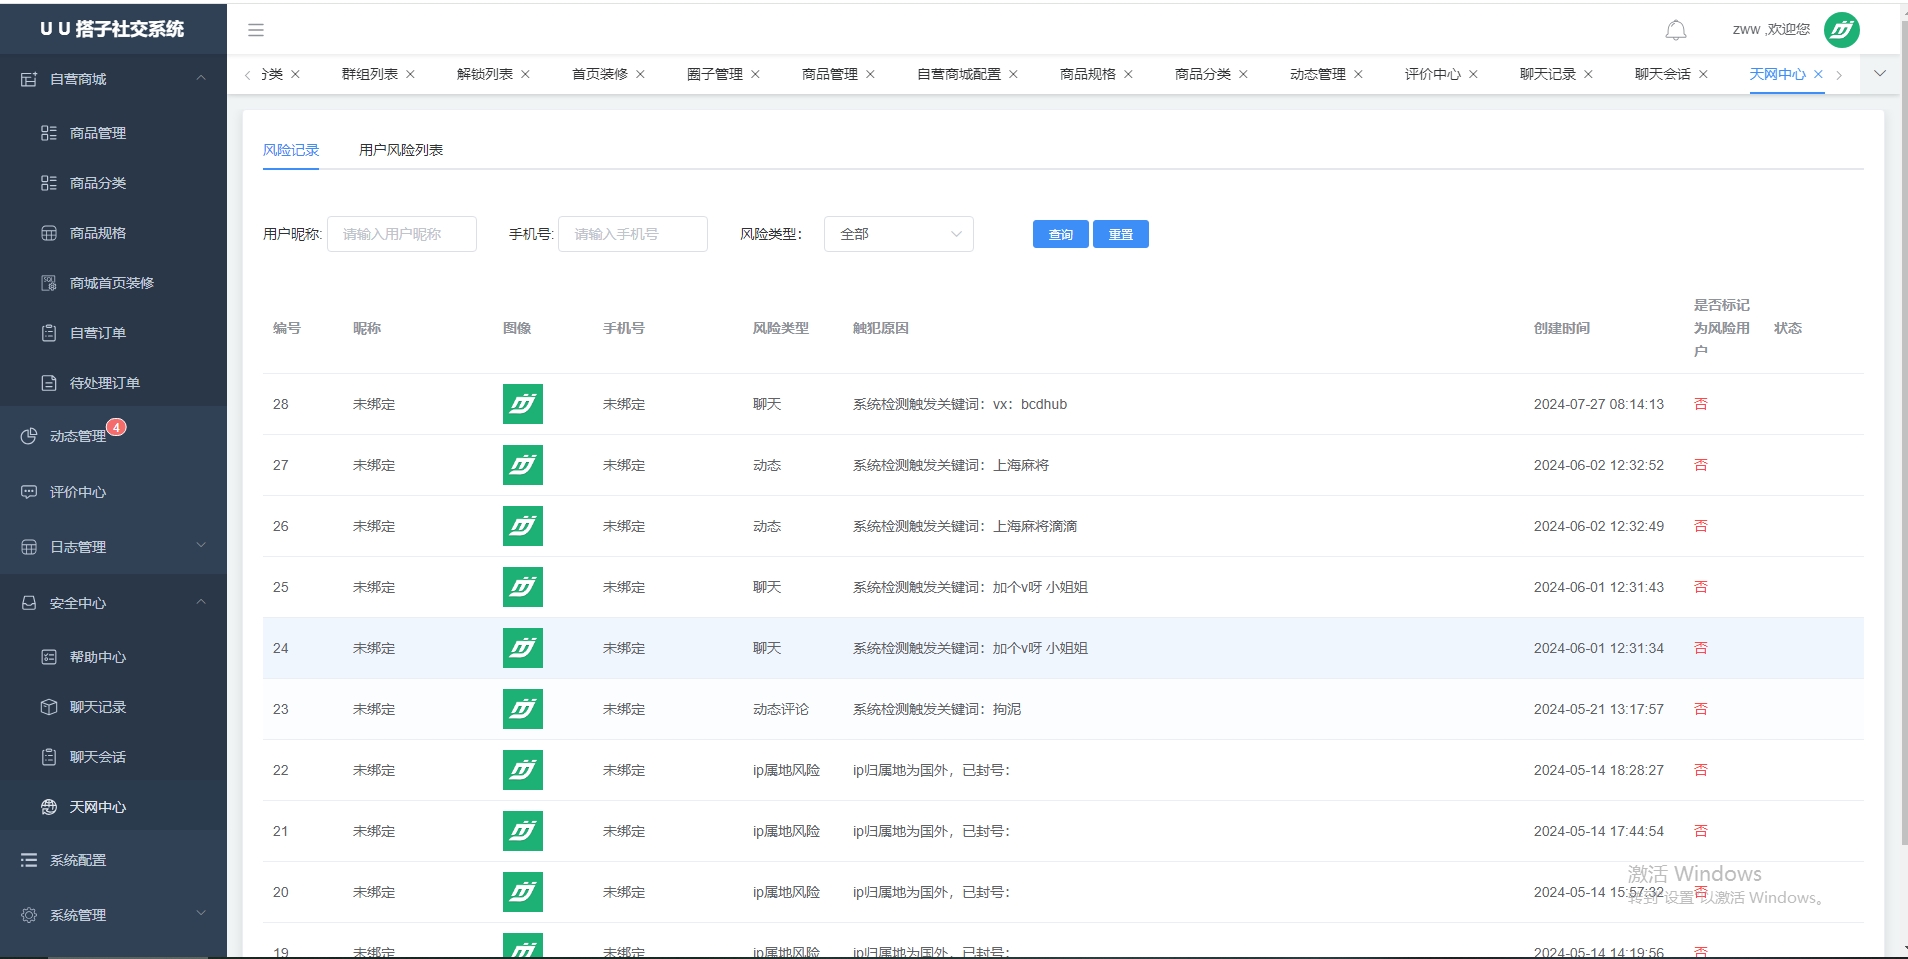 U U 搭子社交系统
zww ,欢迎您
分类 群组列表 解锁列表 首页装修 圈子管理 商品管理 自营商城配置 商品规格 商品分类 动态管理 评价中心 聊天记录 聊天会话 天网中心
自营商城
商品管理
商品分类
商品规格
商城首页装修
自营订单
待处理订单
动态管理 4
评价中心
日志管理
安全中心
帮助中心
聊天记录
聊天会话
天网中心
系统配置
系统管理
风险记录 用户风险列表
用户昵称: 请输入用户昵称 手机号: 请输入手机号 风险类型: 全部 查询 重置
编号 昵称 图像 手机号 风险类型 触犯原因 创建时间 是否标记为风险用户 状态
28 未绑定 未绑定 聊天 系统检测触发关键词：vx：bcdhub 2024-07-27 08:14:13 否
27 未绑定 未绑定 动态 系统检测触发关键词：上海麻将 2024-06-02 12:32:52 否
26 未绑定 未绑定 动态 系统检测触发关键词：上海麻将滴滴 2024-06-02 12:32:49 否
25 未绑定 未绑定 聊天 系统检测触发关键词：加个v呀 小姐姐 2024-06-01 12:31:43 否
24 未绑定 未绑定 聊天 系统检测触发关键词：加个v呀 小姐姐 2024-06-01 12:31:34 否
23 未绑定 未绑定 动态评论 系统检测触发关键词：拘泥 2024-05-21 13:17:57 否
22 未绑定 未绑定 ip属地风险 ip归属地为国外，已封号： 2024-05-14 18:28:27 否
21 未绑定 未绑定 ip属地风险 ip归属地为国外，已封号： 2024-05-14 17:44:54 否
20 未绑定 未绑定 ip属地风险 ip归属地为国外，已封号： 2024-05-14 15:57:32 否
19 未绑定 未绑定 ip属地风险 ip归属地为国外，已封号： 2024-05-14 14:19:56 否
激活 Windows
转到"设置"以激活 Windows。